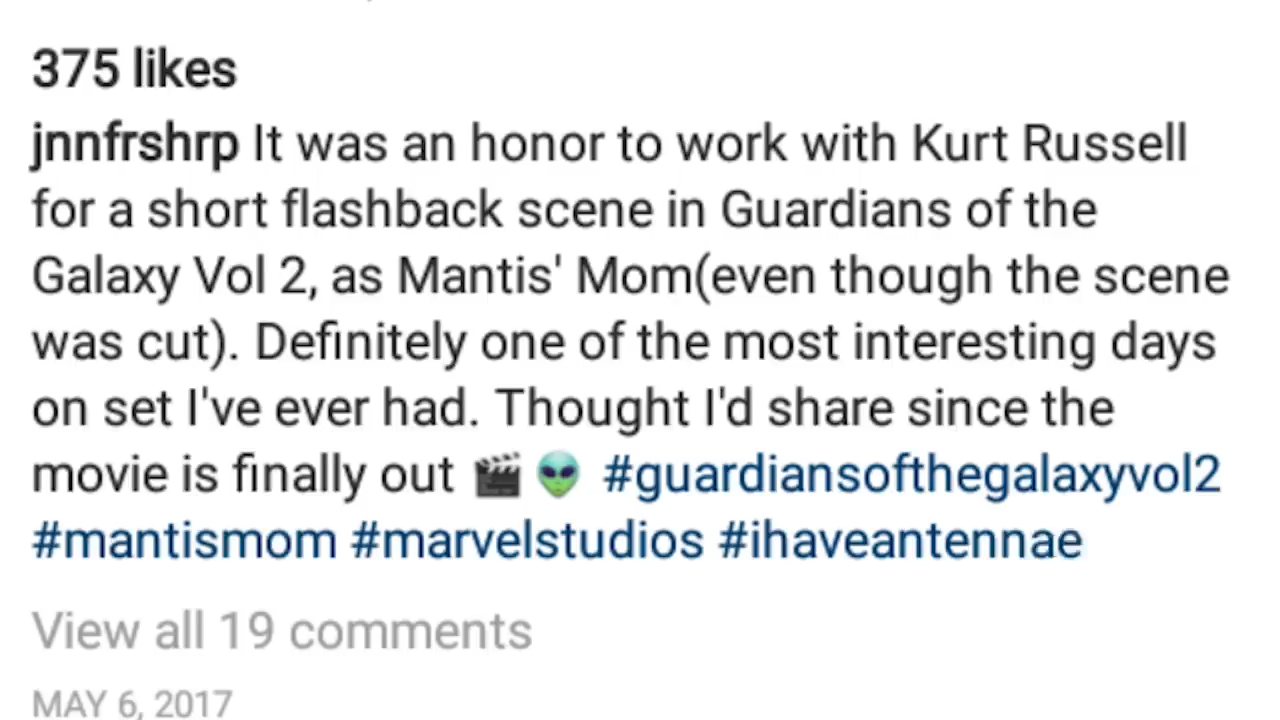 375 likes
jnnfrshrp It was an honor to work with Kurt Russell
for a short flashback scene in Guardians of the
Galaxy Vol 2, as Mantis' Mom(even though the scene
was cut). Definitely one of the most interesting days
on set I've ever had. Thought I'd share since the
movie is finally out 🎬👽 #guardiansofthegalaxyvol2
#mantismom #marvelstudios #ihaveantennae
View all 19 comments
MAY 6, 2017